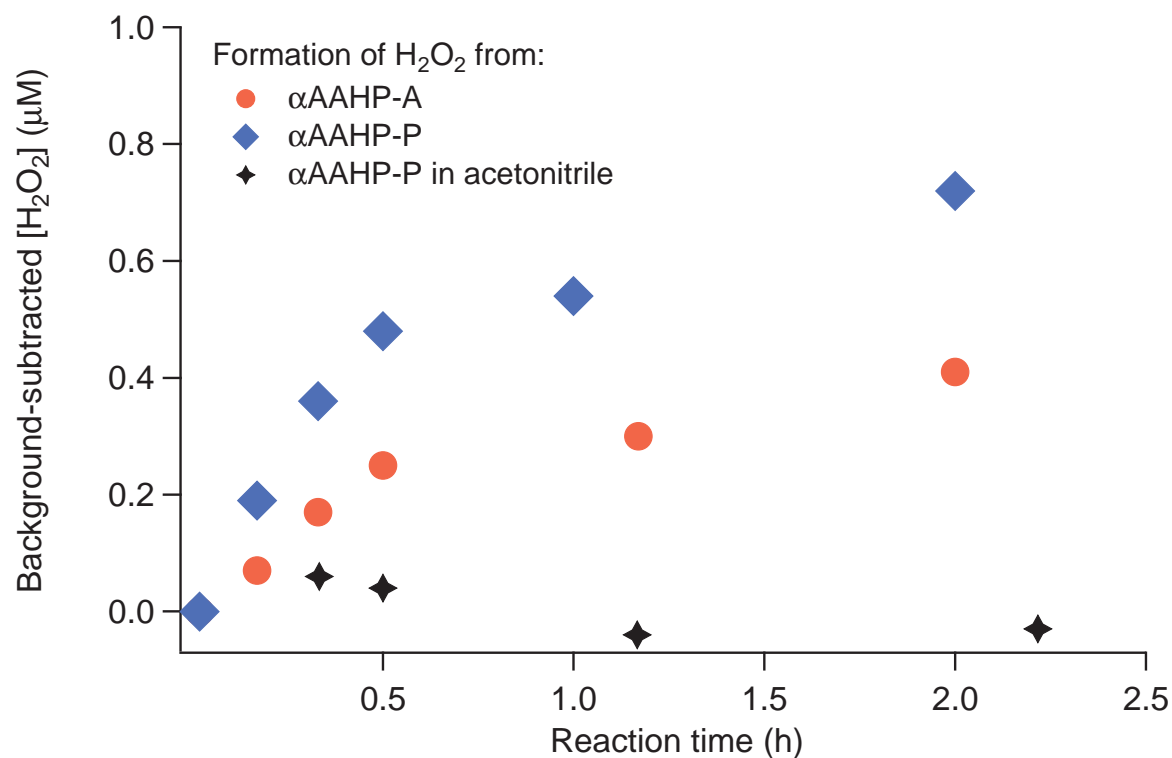 Background-subtracted [H₂O₂] (μM)
1.0
0.8
0.6
0.4
0.2
0.0
Formation of H₂O₂ from:
αAAHP-A
αAAHP-P
αAAHP-P in acetonitrile
0.5
1.0
1.5
2.0
2.5
Reaction time (h)